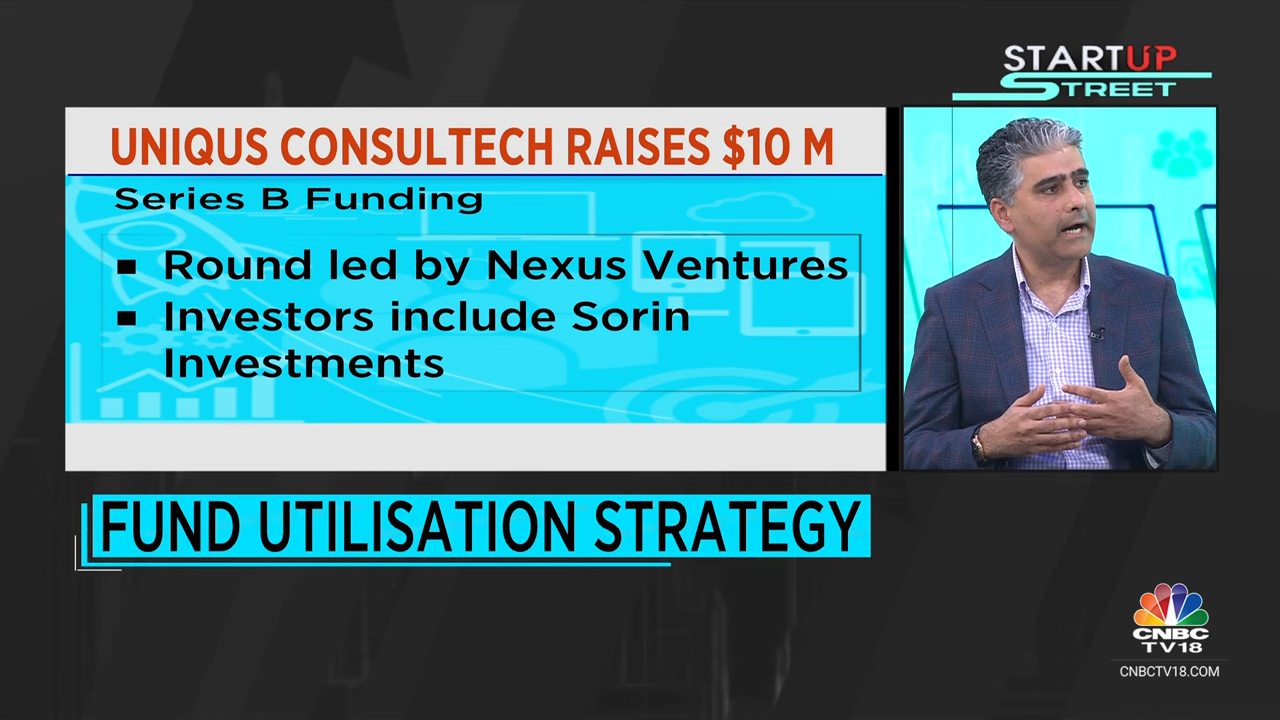 STARTUP
STREET
UNIQUS CONSULTECH RAISES $10 M
Series B Funding
▪ Round led by Nexus Ventures
▪ Investors include Sorin
Investments
FUND UTILISATION STRATEGY
CNBC
TV18
CNBCTV18.COM